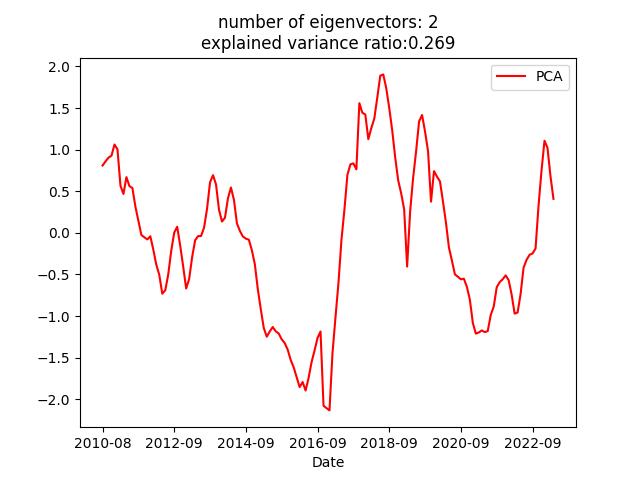 number of eigenvectors: 2
explained variance ratio:0.269
PCA
2.0
1.5
1.0
0.5
0.0
−0.5
−1.0
−1.5
−2.0
2010-08 2012-09 2014-09 2016-09 2018-09 2020-09 2022-09
Date